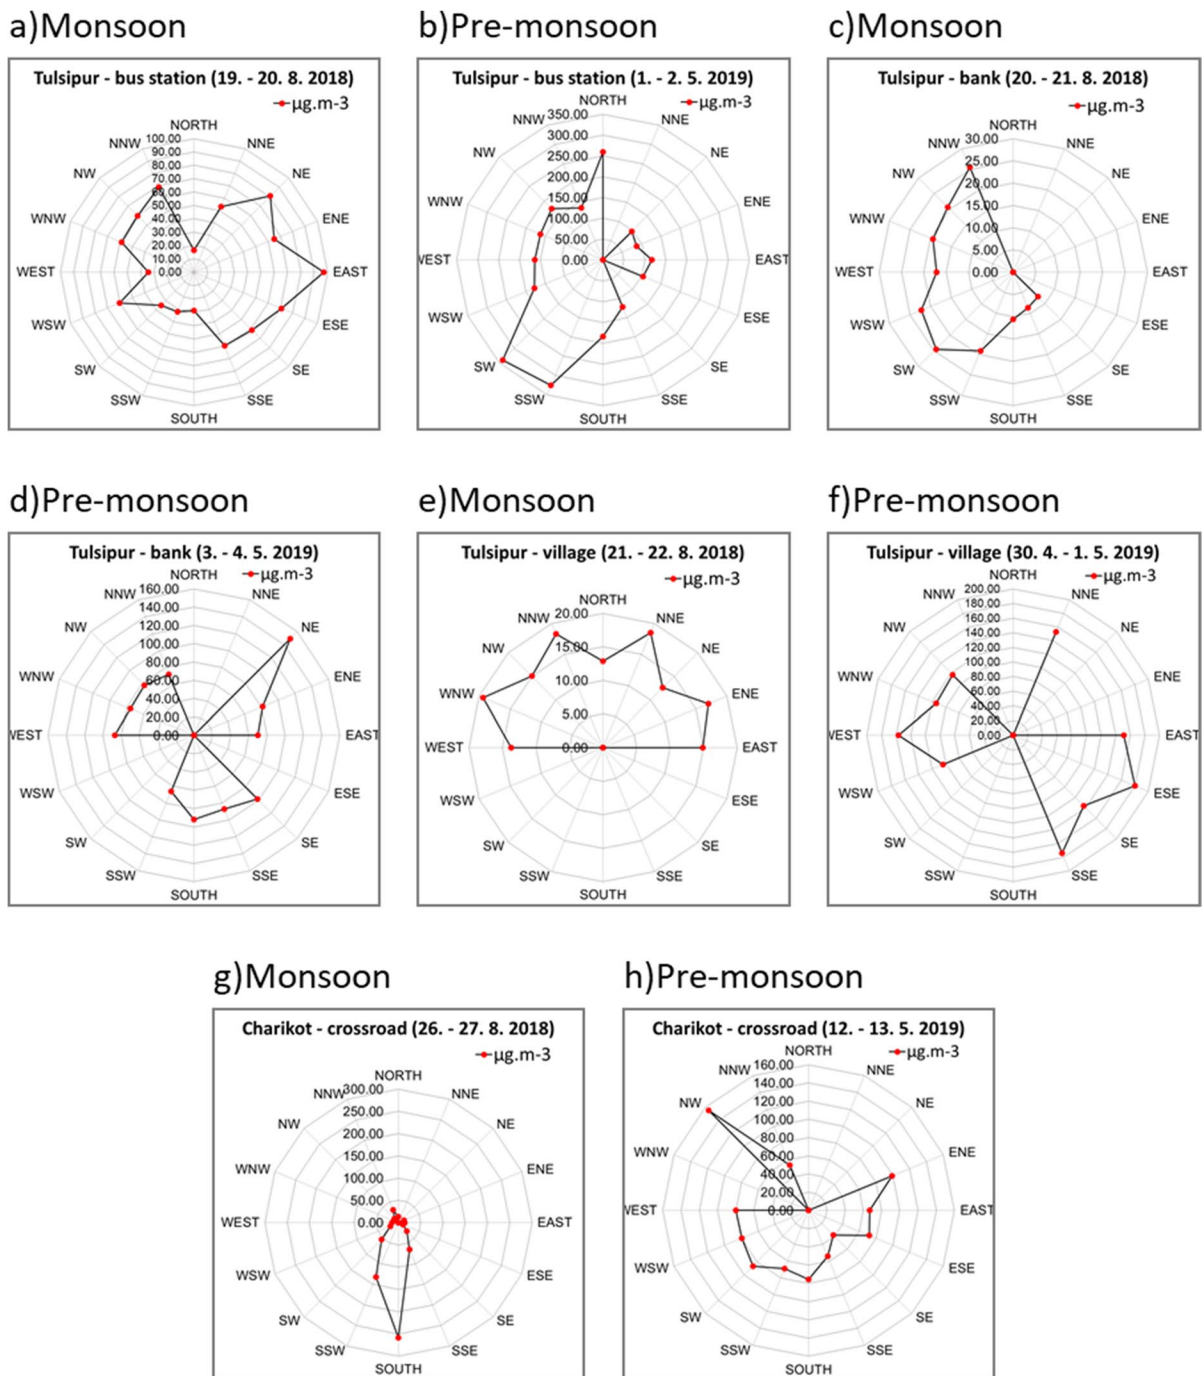 a)Monsoon
Tulsipur - bus station (19. - 20. 8. 2018)
µg.m-3
NORTH
NNW
NNE
100.00
90.00
80.00
70.00
60.00
50.00
40.00
30.00
20.00
10.00
0.00
NW
NE
WNW
ENE
WEST
EAST
WSW
ESE
SW
SE
SSW
SSE
SOUTH
b)Pre-monsoon
Tulsipur - bus station (1. - 2. 5. 2019)
NORTH
µg.m-3
NNW
NNE
350.00
300.00
250.00
200.00
150.00
100.00
50.00
0.00
NW
NE
WNW
ENE
WEST
EAST
WSW
ESE
SW
SE
SSW
SSE
SOUTH
c)Monsoon
Tulsipur - bank (20. - 21. 8. 2018)
µg.m-3
NORTH
NNW
NNE
30.00
25.00
20.00
15.00
10.00
5.00
0.00
NW
NE
WNW
ENE
WEST
EAST
WSW
ESE
SW
SE
SSW
SSE
SOUTH
d)Pre-monsoon
Tulsipur - bank (3. - 4. 5. 2019)
NORTH
µg.m-3
NNW
NNE
160.00
140.00
120.00
100.00
80.00
60.00
40.00
20.00
0.00
NW
NE
WNW
ENE
WEST
EAST
WSW
ESE
SW
SE
SSW
SSE
SOUTH
e)Monsoon
Tulsipur - village (21. - 22. 8. 2018)
µg.m-3
NORTH
NNW
NNE
20.00
15.00
10.00
5.00
0.00
NW
NE
WNW
ENE
WEST
EAST
WSW
ESE
SW
SE
SSW
SSE
SOUTH
f)Pre-monsoon
Tulsipur - village (30. 4. - 1. 5. 2019)
NORTH
µg.m-3
NNW
NNE
200.00
180.00
160.00
140.00
120.00
100.00
80.00
60.00
40.00
20.00
0.00
NW
NE
WNW
ENE
WEST
EAST
WSW
ESE
SW
SE
SSW
SSE
SOUTH
g)Monsoon
Charikot - crossroad (26. - 27. 8. 2018)
µg.m-3
NORTH
NNW
NNE
300.00
250.00
200.00
150.00
100.00
50.00
0.00
NW
NE
WNW
ENE
WEST
EAST
WSW
ESE
SW
SE
SSW
SSE
SOUTH
h)Pre-monsoon
Charikot - crossroad (12. - 13. 5. 2019)
NORTH
µg.m-3
NNW
NNE
160.00
140.00
120.00
100.00
80.00
60.00
40.00
20.00
0.00
NW
NE
WNW
ENE
WEST
EAST
WSW
ESE
SW
SE
SSW
SSE
SOUTH